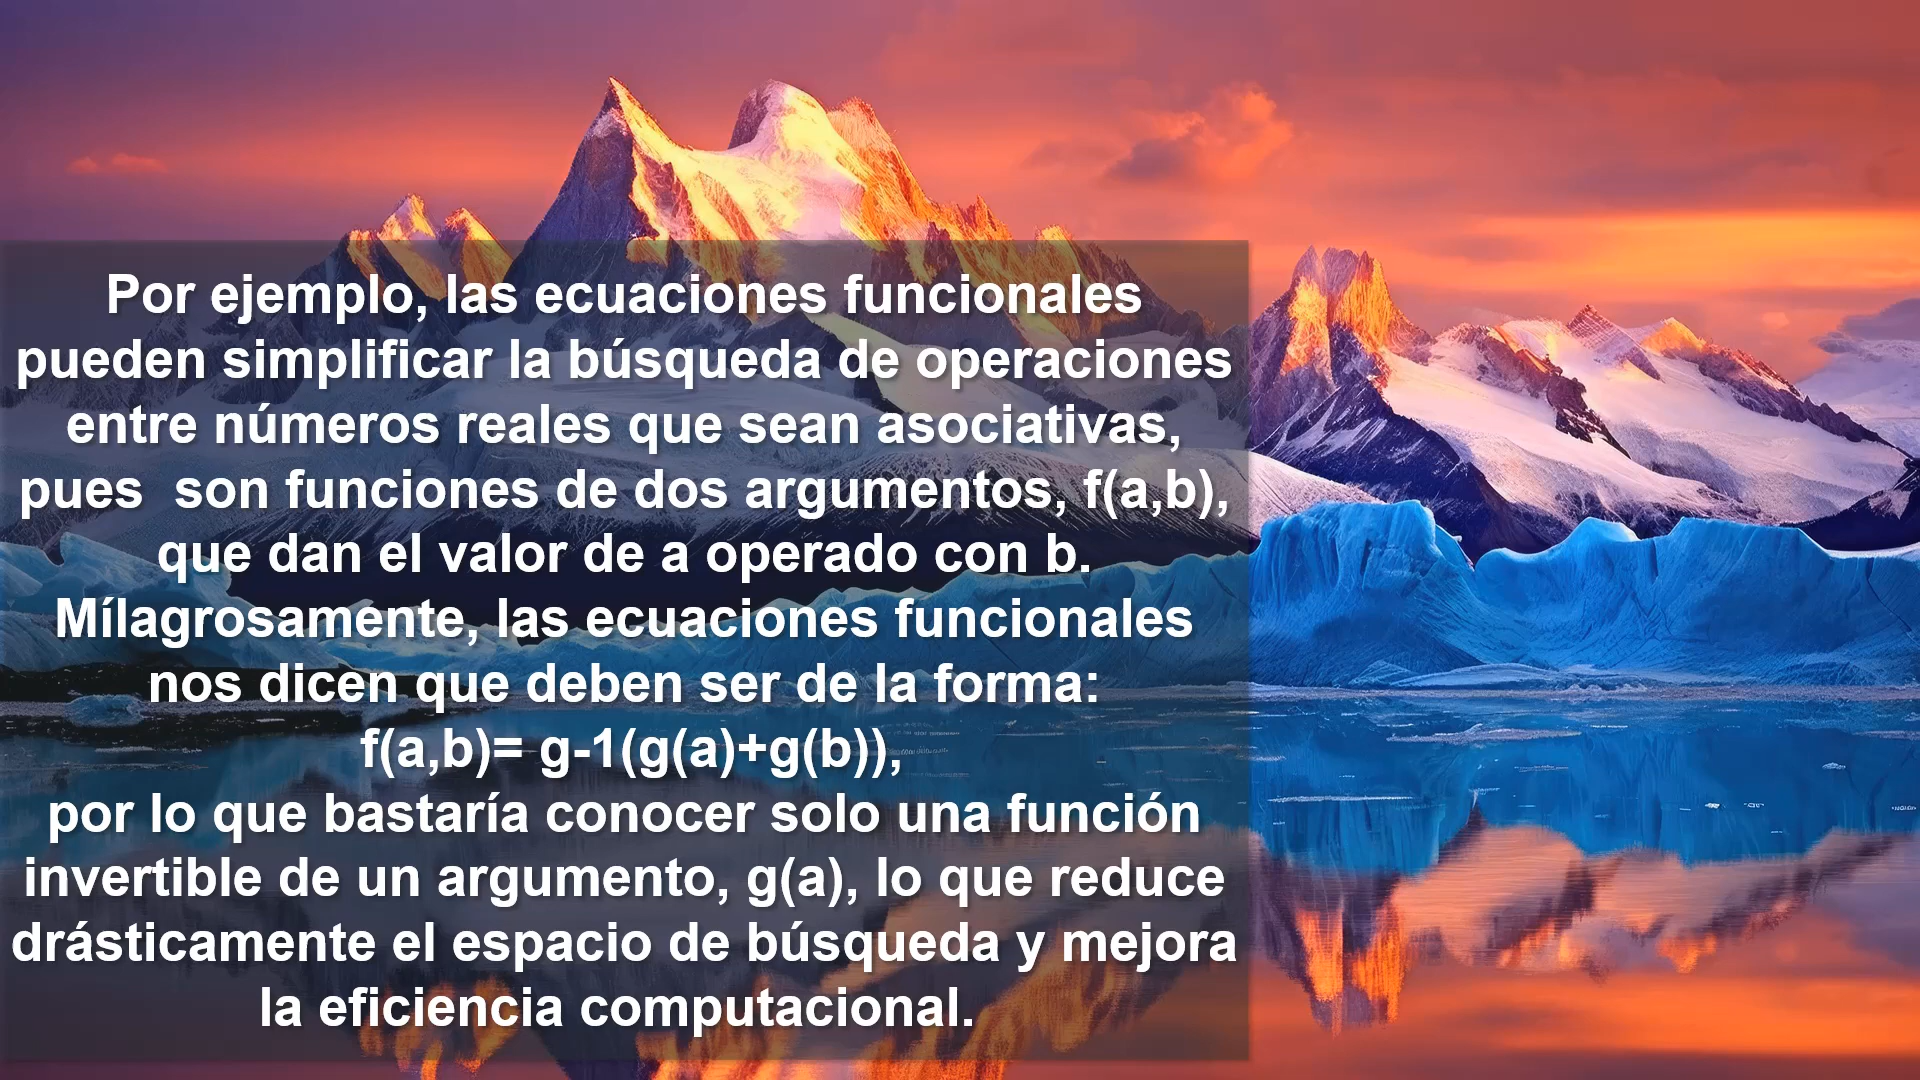 Por ejemplo, las ecuaciones funcionales
pueden simplificar la búsqueda de operaciones
entre números reales que sean asociativas,
pues  son funciones de dos argumentos, f(a,b),
que dan el valor de a operado con b.
Mílagrosamente, las ecuaciones funcionales
nos dicen que deben ser de la forma:
f(a,b)= g-1(g(a)+g(b)),
por lo que bastaría conocer solo una función
invertible de un argumento, g(a), lo que reduce
drásticamente el espacio de búsqueda y mejora
la eficiencia computacional.